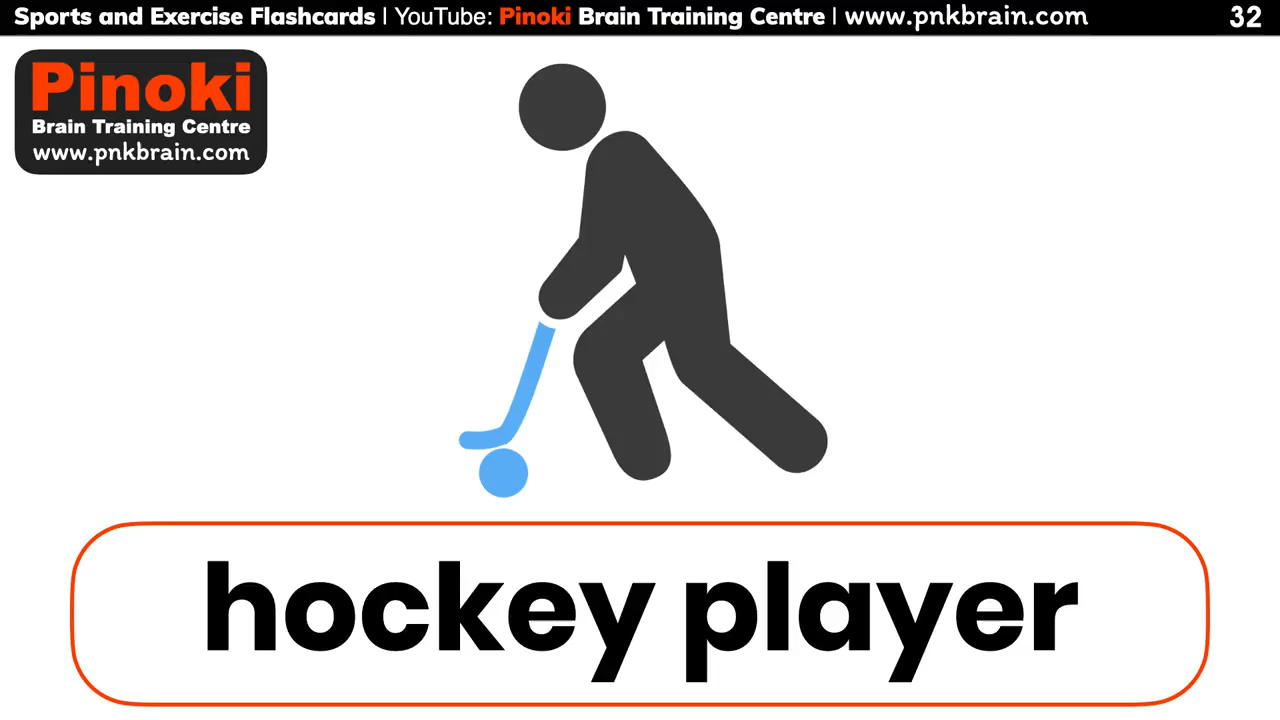 Sports and Exercise Flashcards | YouTube: Pinoki Brain Training Centre | www.pnkbrain.com 32
Pinoki
Brain Training Centre
www.pnkbrain.com
hockey player